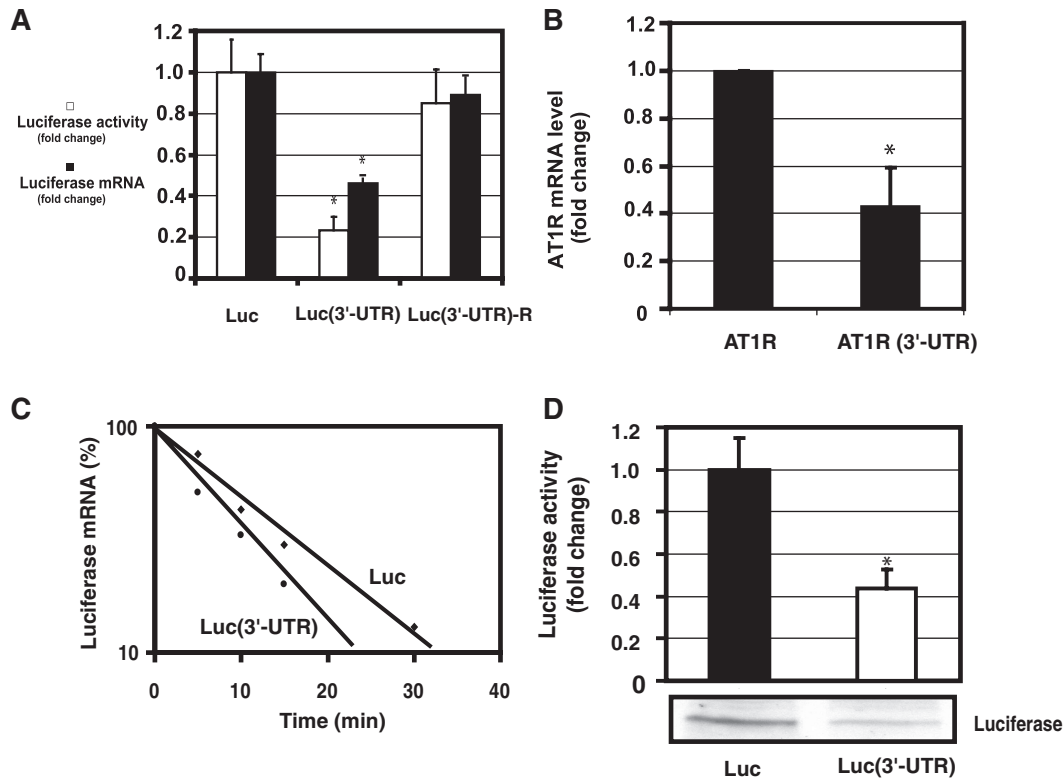 A
□
Luciferase activity
(fold change)
■
Luciferase mRNA
(fold change)
1.2
1.0
0.8
0.6
0.4
0.2
0
*
*
Luc
Luc(3'-UTR)
Luc(3'-UTR)-R
B
AT1R mRNA level
(fold change)
1.2
1.0
0.8
0.6
0.4
0.2
0
*
AT1R
AT1R (3'-UTR)
C
Luciferase mRNA (%)
100
10
Luc
Luc(3'-UTR)
0
10
20
30
40
Time (min)
D
Luciferase activity
(fold change)
1.2
1.0
0.8
0.6
0.4
0.2
0
*
Luciferase
Luc
Luc(3'-UTR)